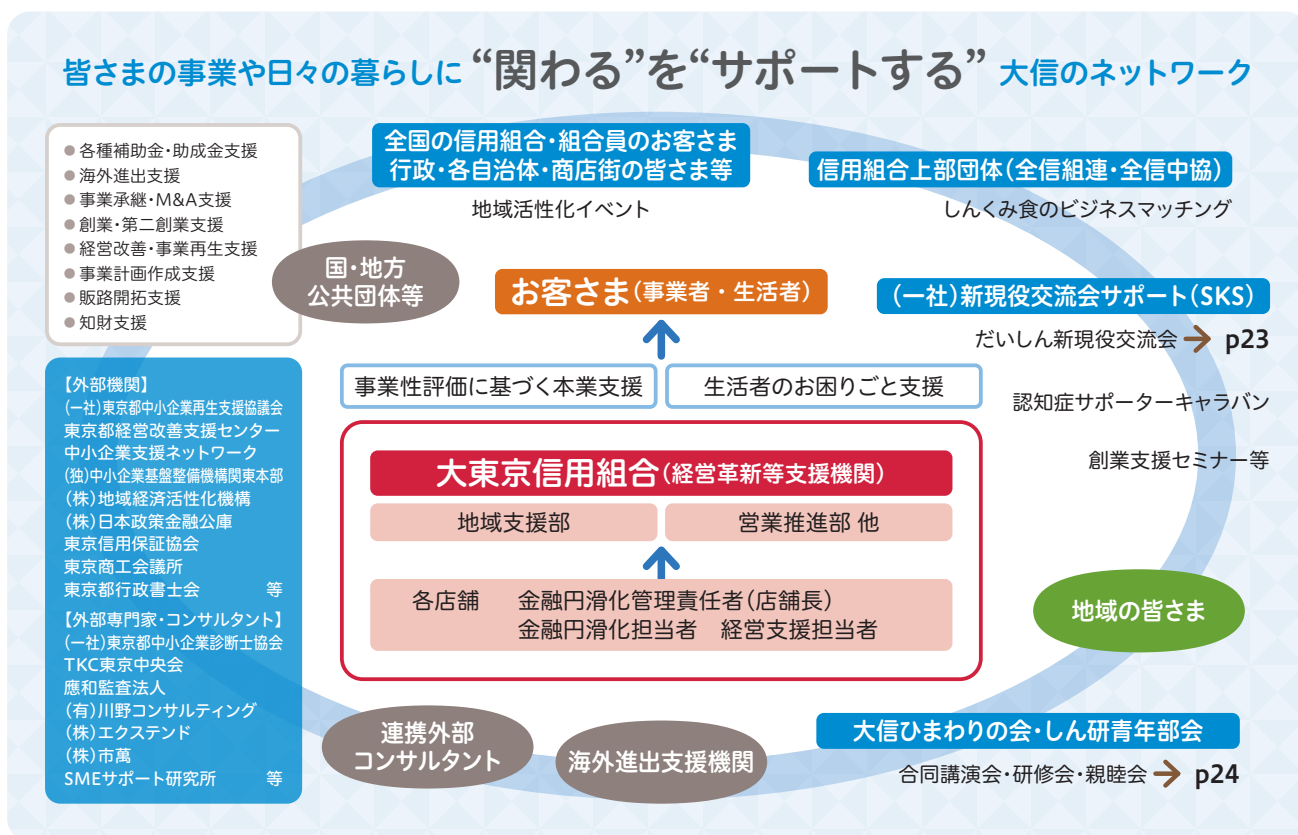 皆さまの事業や日々の暮らしに“関わる”を“サポートする”大信のネットワーク
●各種補助金・助成金支援
●海外進出支援
●事業承継・M&A支援
●創業・第二創業支援
●経営改善・事業再生支援
●事業計画作成支援
●販路開拓支援
●知財支援
国・地方
公共団体等
全国の信用組合・組合員のお客さま
行政・各自治体・商店街の皆さま等
地域活性化イベント
信用組合上部団体(全信組連・全信中協)
しんくみ食のビジネスマッチング
お客さま(事業者・生活者)
(一社)新現役交流会サポート(SKS)
だいしん新現役交流会→ p23
認知症サポーターキャラバン
創業支援セミナー等
事業性評価に基づく本業支援
生活者のお困りごと支援
大東京信用組合(経営革新等支援機関)
地域支援部
営業推進部 他
各店舗 金融円滑化管理責任者(店舗長)
金融円滑化担当者 経営支援担当者
【外部機関】
(一社)東京都中小企業再生支援協議会
東京都経営改善支援センター
中小企業支援ネットワーク
(独)中小企業基盤整備機構関東本部
(株)地域経済活性化機構
(株)日本政策金融公庫
東京信用保証協会
東京商工会議所
東京都行政書士会 等
【外部専門家・コンサルタント】
(一社)東京都中小企業診断士協会
TKC東京中央会
應和監査法人
(有)川野コンサルティング
(株)エクステンド
(株)市萬
SMEサポート研究所 等
地域の皆さま
連携外部
コンサルタント
海外進出支援機関
大信ひまわりの会・しん研青年部会
合同講演会・研修会・親睦会→ p24